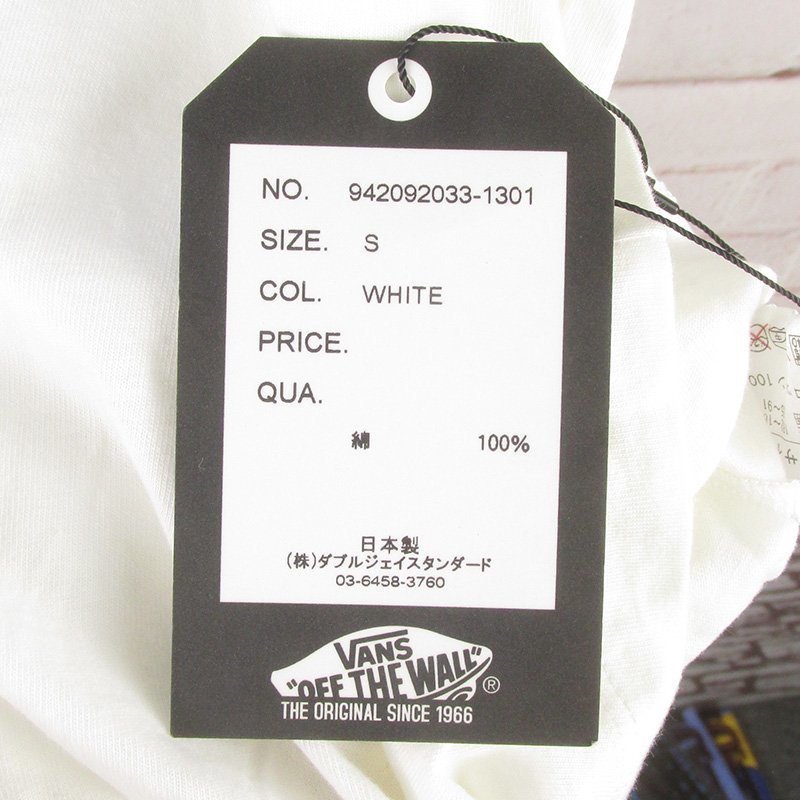 NO. 942092033-1301
SIZE. S
COL. WHITE
PRICE.
QUA.
綿 100%
日本製
(株)ダブルジェイスタンダード
03-6458-3760
VANS
"OFF THE WALL" ®
THE ORIGINAL SINCE 1966